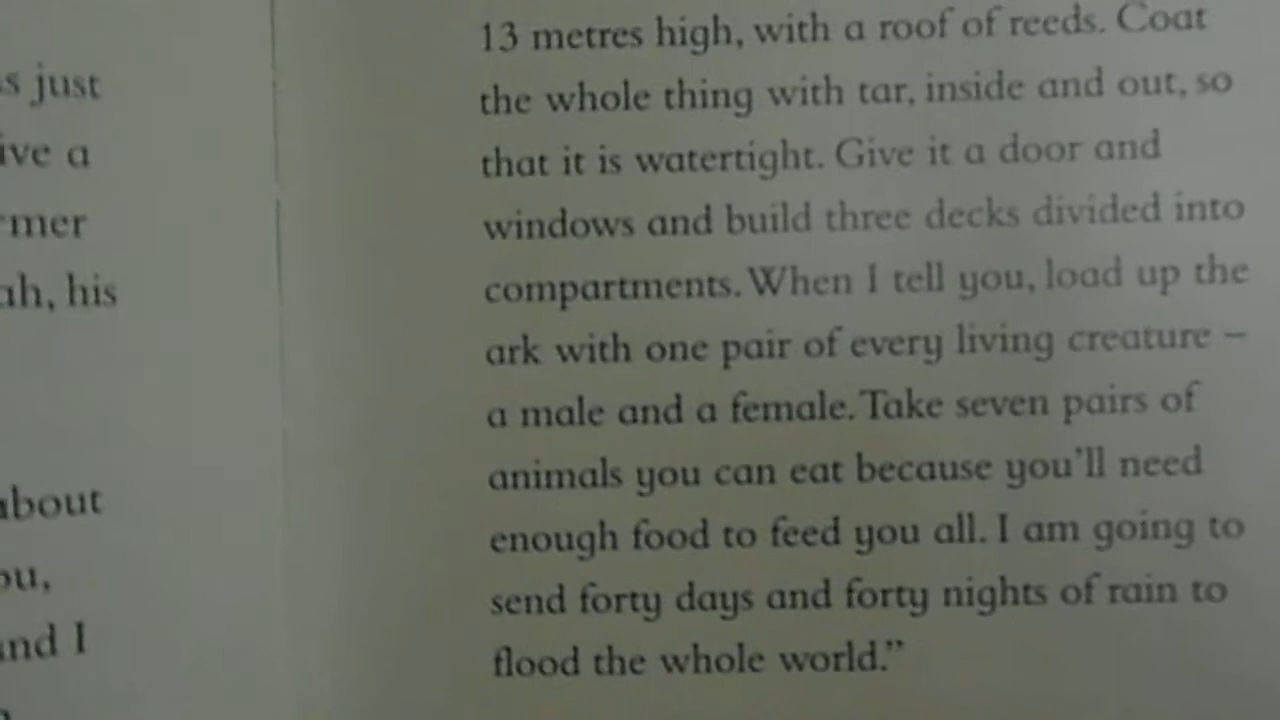 s just
ive a
rmer
ah, his
about
ou,
and I
13 metres high, with a roof of reeds. Coat
the whole thing with tar, inside and out, so
that it is watertight. Give it a door and
windows and build three decks divided into
compartments. When I tell you, load up the
ark with one pair of every living creature –
a male and a female. Take seven pairs of
animals you can eat because you'll need
enough food to feed you all. I am going to
send forty days and forty nights of rain to
flood the whole world.”